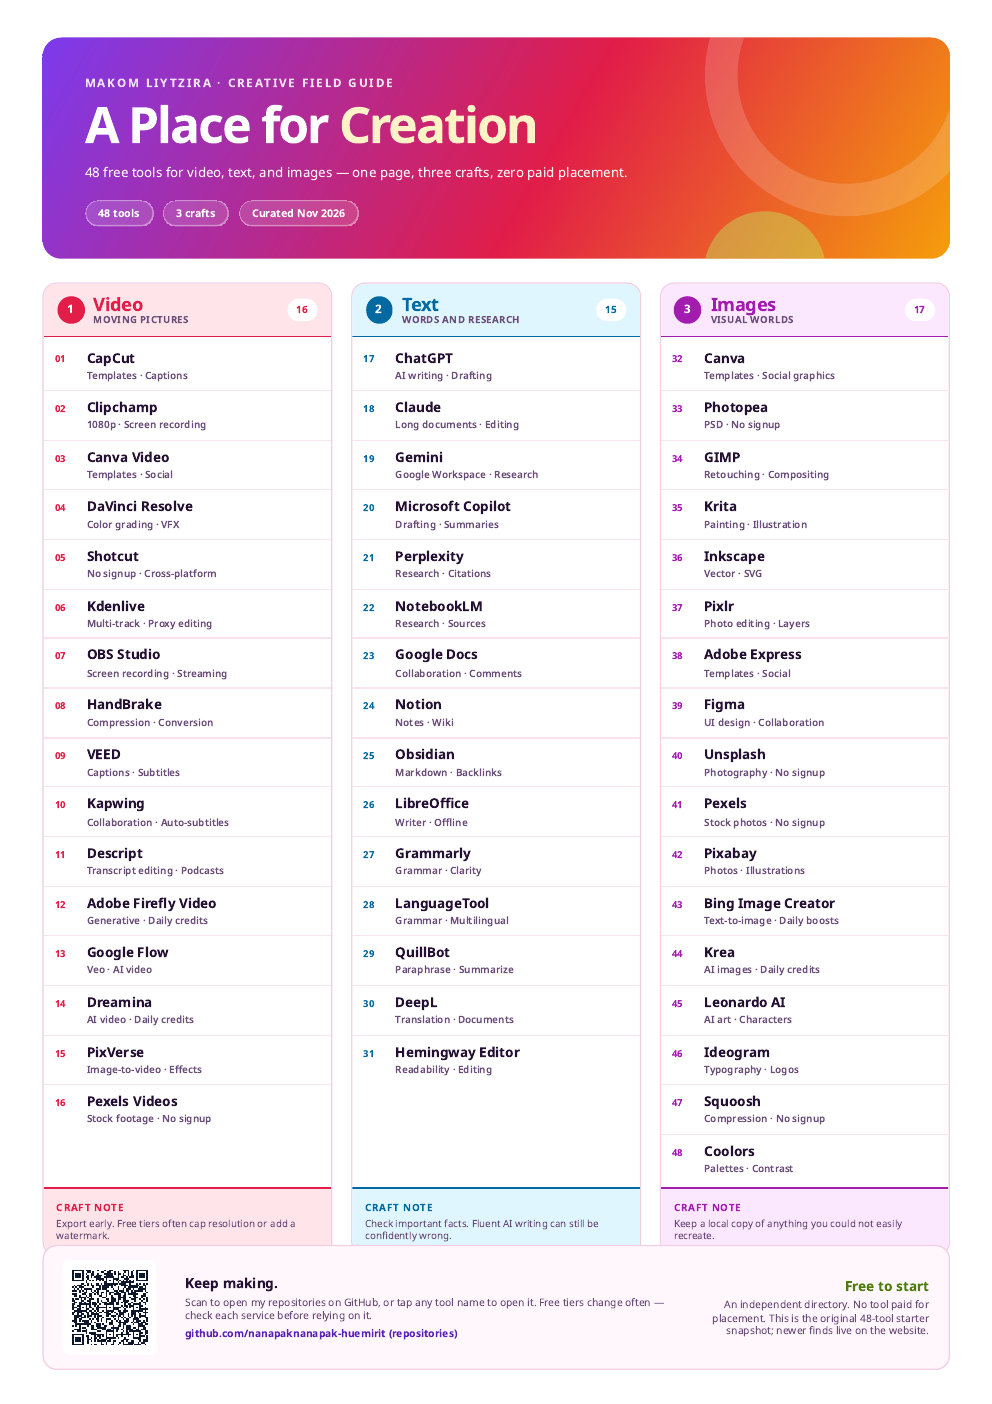 MAKOM LIYTZIRA · CREATIVE FIELD GUIDE
A Place for Creation
48 free tools for video, text, and images — one page, three crafts, zero paid placement.
48 tools
3 crafts
Curated Nov 2026
1
Video
MOVING PICTURES
16
01
CapCut
Templates · Captions
02
Clipchamp
1080p · Screen recording
03
Canva Video
Templates · Social
04
DaVinci Resolve
Color grading · VFX
05
Shotcut
No signup · Cross-platform
06
Kdenlive
Multi-track · Proxy editing
07
OBS Studio
Screen recording · Streaming
08
HandBrake
Compression · Conversion
09
VEED
Captions · Subtitles
10
Kapwing
Collaboration · Auto-subtitles
11
Descript
Transcript editing · Podcasts
12
Adobe Firefly Video
Generative · Daily credits
13
Google Flow
Veo · AI video
14
Dreamina
AI video · Daily credits
15
PixVerse
Image-to-video · Effects
16
Pexels Videos
Stock footage · No signup
CRAFT NOTE
Export early. Free tiers often cap resolution or add a
watermark.
2
Text
WORDS AND RESEARCH
15
17
ChatGPT
AI writing · Drafting
18
Claude
Long documents · Editing
19
Gemini
Google Workspace · Research
20
Microsoft Copilot
Drafting · Summaries
21
Perplexity
Research · Citations
22
NotebookLM
Research · Sources
23
Google Docs
Collaboration · Comments
24
Notion
Notes · Wiki
25
Obsidian
Markdown · Backlinks
26
LibreOffice
Writer · Offline
27
Grammarly
Grammar · Clarity
28
LanguageTool
Grammar · Multilingual
29
QuillBot
Paraphrase · Summarize
30
DeepL
Translation · Documents
31
Hemingway Editor
Readability · Editing
CRAFT NOTE
Check important facts. Fluent AI writing can still be
confidently wrong.
3
Images
VISUAL WORLDS
17
32
Canva
Templates · Social graphics
33
Photopea
PSD · No signup
34
GIMP
Retouching · Compositing
35
Krita
Painting · Illustration
36
Inkscape
Vector · SVG
37
Pixlr
Photo editing · Layers
38
Adobe Express
Templates · Social
39
Figma
UI design · Collaboration
40
Unsplash
Photography · No signup
41
Pexels
Stock photos · No signup
42
Pixabay
Photos · Illustrations
43
Bing Image Creator
Text-to-image · Daily boosts
44
Krea
AI images · Daily credits
45
Leonardo AI
AI art · Characters
46
Ideogram
Typography · Logos
47
Squoosh
Compression · No signup
48
Coolors
Palettes · Contrast
CRAFT NOTE
Keep a local copy of anything you could not easily
recreate.
Keep making.
Scan to open my repositories on GitHub, or tap any tool name to open it. Free tiers change often —
check each service before relying on it.
github.com/nanapaknanapak-huemirit (repositories)
Free to start
An independent directory. No tool paid for
placement. This is the original 48-tool starter
snapshot; newer finds live on the website.